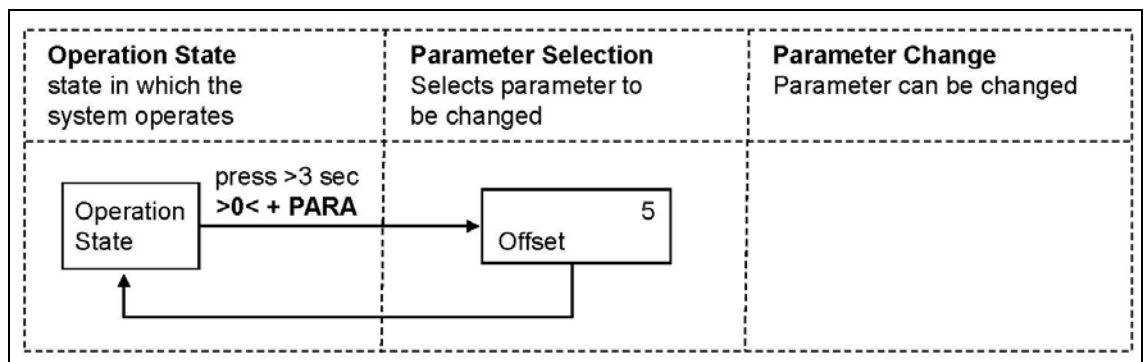 Operation State
state in which the
system operates
Parameter Selection
Selects parameter to
be changed
Parameter Change
Parameter can be changed
press >3 sec
>0< + PARA
Operation
State
5
Offset